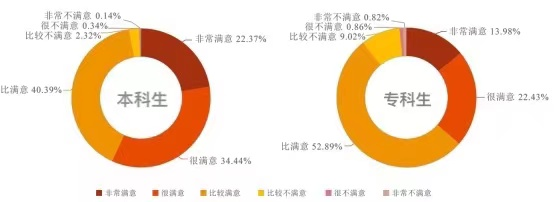 非常不满意 0.14%
很不满意 0.34%
比较不满意 2.32%
非常满意 22.37%
比满意 40.39%
本科生
很满意 34.44%
非常不满意 0.82%
很不满意 0.86%
比较不满意 9.02%
非常满意 13.98%
很满意 22.43%
专科生
比满意 52.89%
非常满意 很满意 比较满意 比较不满意 很不满意 非常不满意